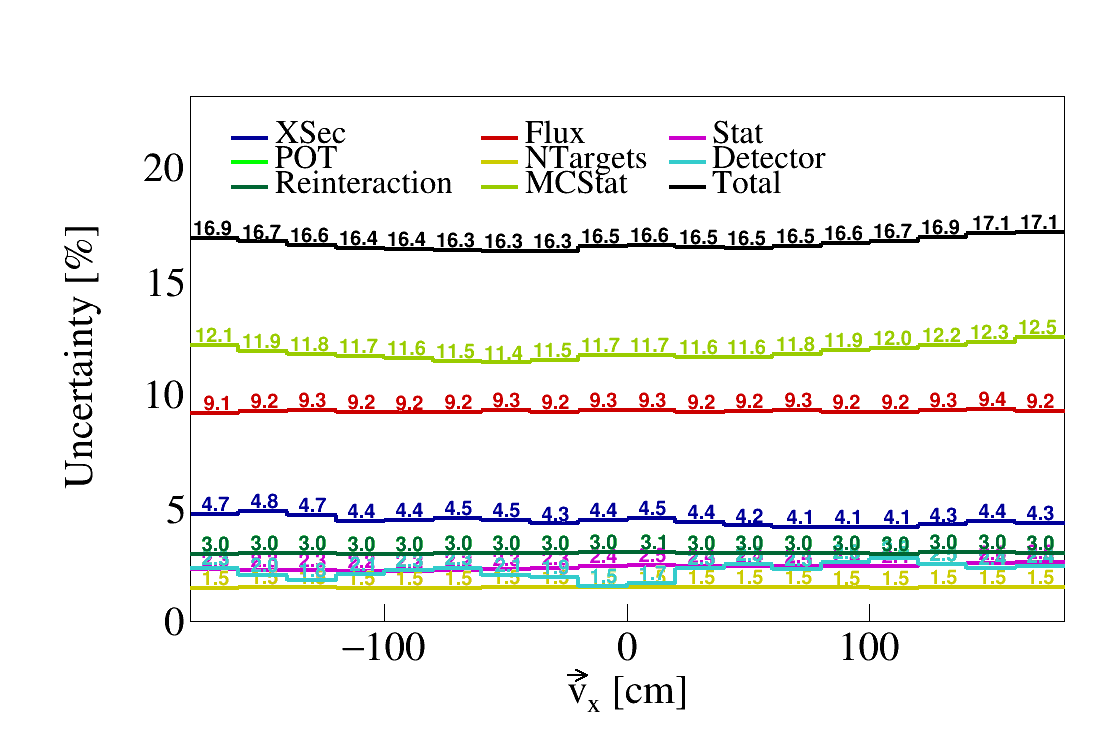 Uncertainty [%]
20
15
10
5
0
XSec Flux Stat
POT NTargets Detector
Reinteraction MCStat Total
16.9 16.7 16.6 16.4 16.4 16.3 16.3 16.3 16.5 16.6 16.5 16.5 16.5 16.6 16.7 16.9 17.1 17.1
12.1 11.9 11.8 11.7 11.6 11.5 11.4 11.5 11.7 11.7 11.6 11.6 11.8 11.9 12.0 12.2 12.3 12.5
9.1 9.2 9.3 9.2 9.2 9.2 9.3 9.2 9.3 9.3 9.2 9.2 9.3 9.2 9.2 9.3 9.4 9.2
4.7 4.8 4.7 4.4 4.4 4.5 4.5 4.3 4.4 4.5 4.4 4.2 4.1 4.1 4.1 4.3 4.4 4.3
3.0 3.0 3.0 3.0 3.0 3.0 3.0 3.0 3.0 3.1 3.0 3.0 3.0 3.0 3.0 3.0 3.0
2.4 2.5
1.5 1.7
1.5 1.5 1.5 1.5 1.5 1.5 1.5 1.5 1.5 1.5 1.5 1.5
−100 0 100
v⃗x [cm]